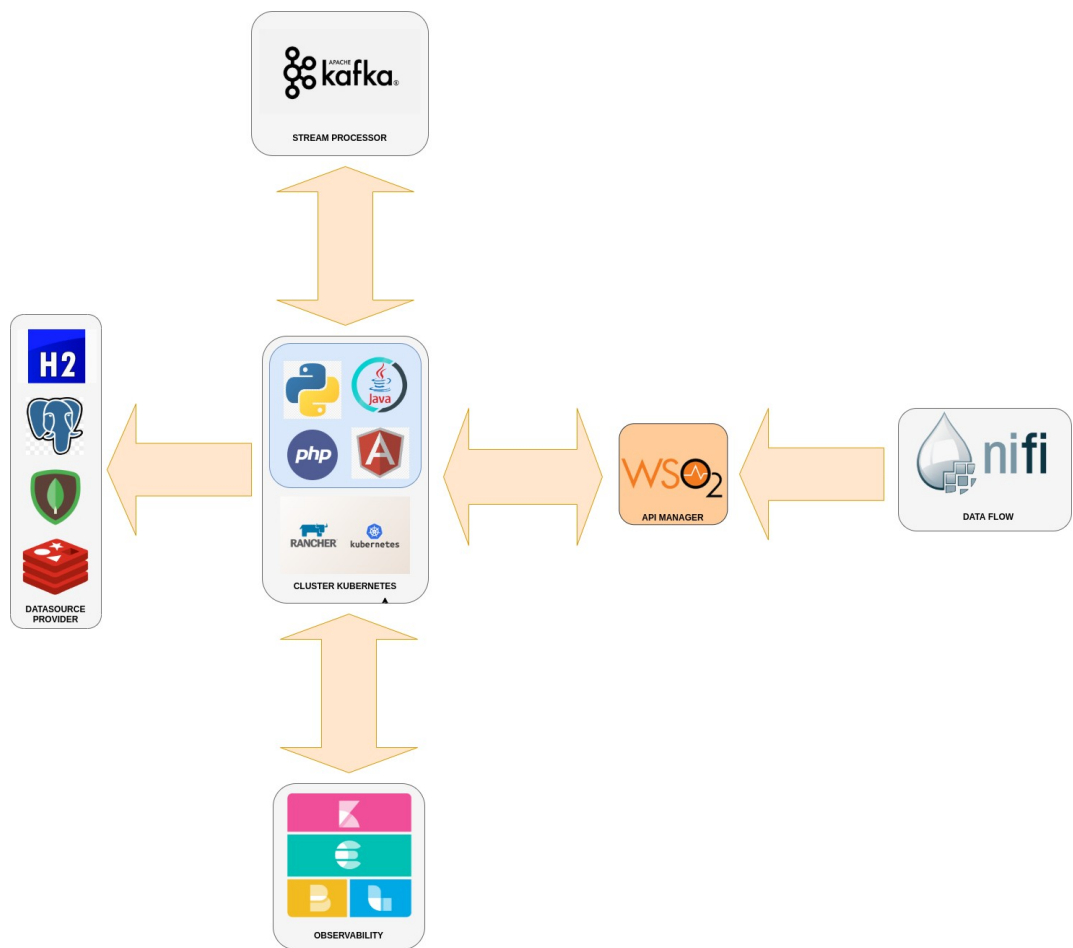 APACHE
kafka®
STREAM PROCESSOR
H2
DATASOURCE
PROVIDER
Java
php
A
RANCHER
kubernetes
CLUSTER KUBERNETES
WSO2
API MANAGER
nifi
DATA FLOW
OBSERVABILITY